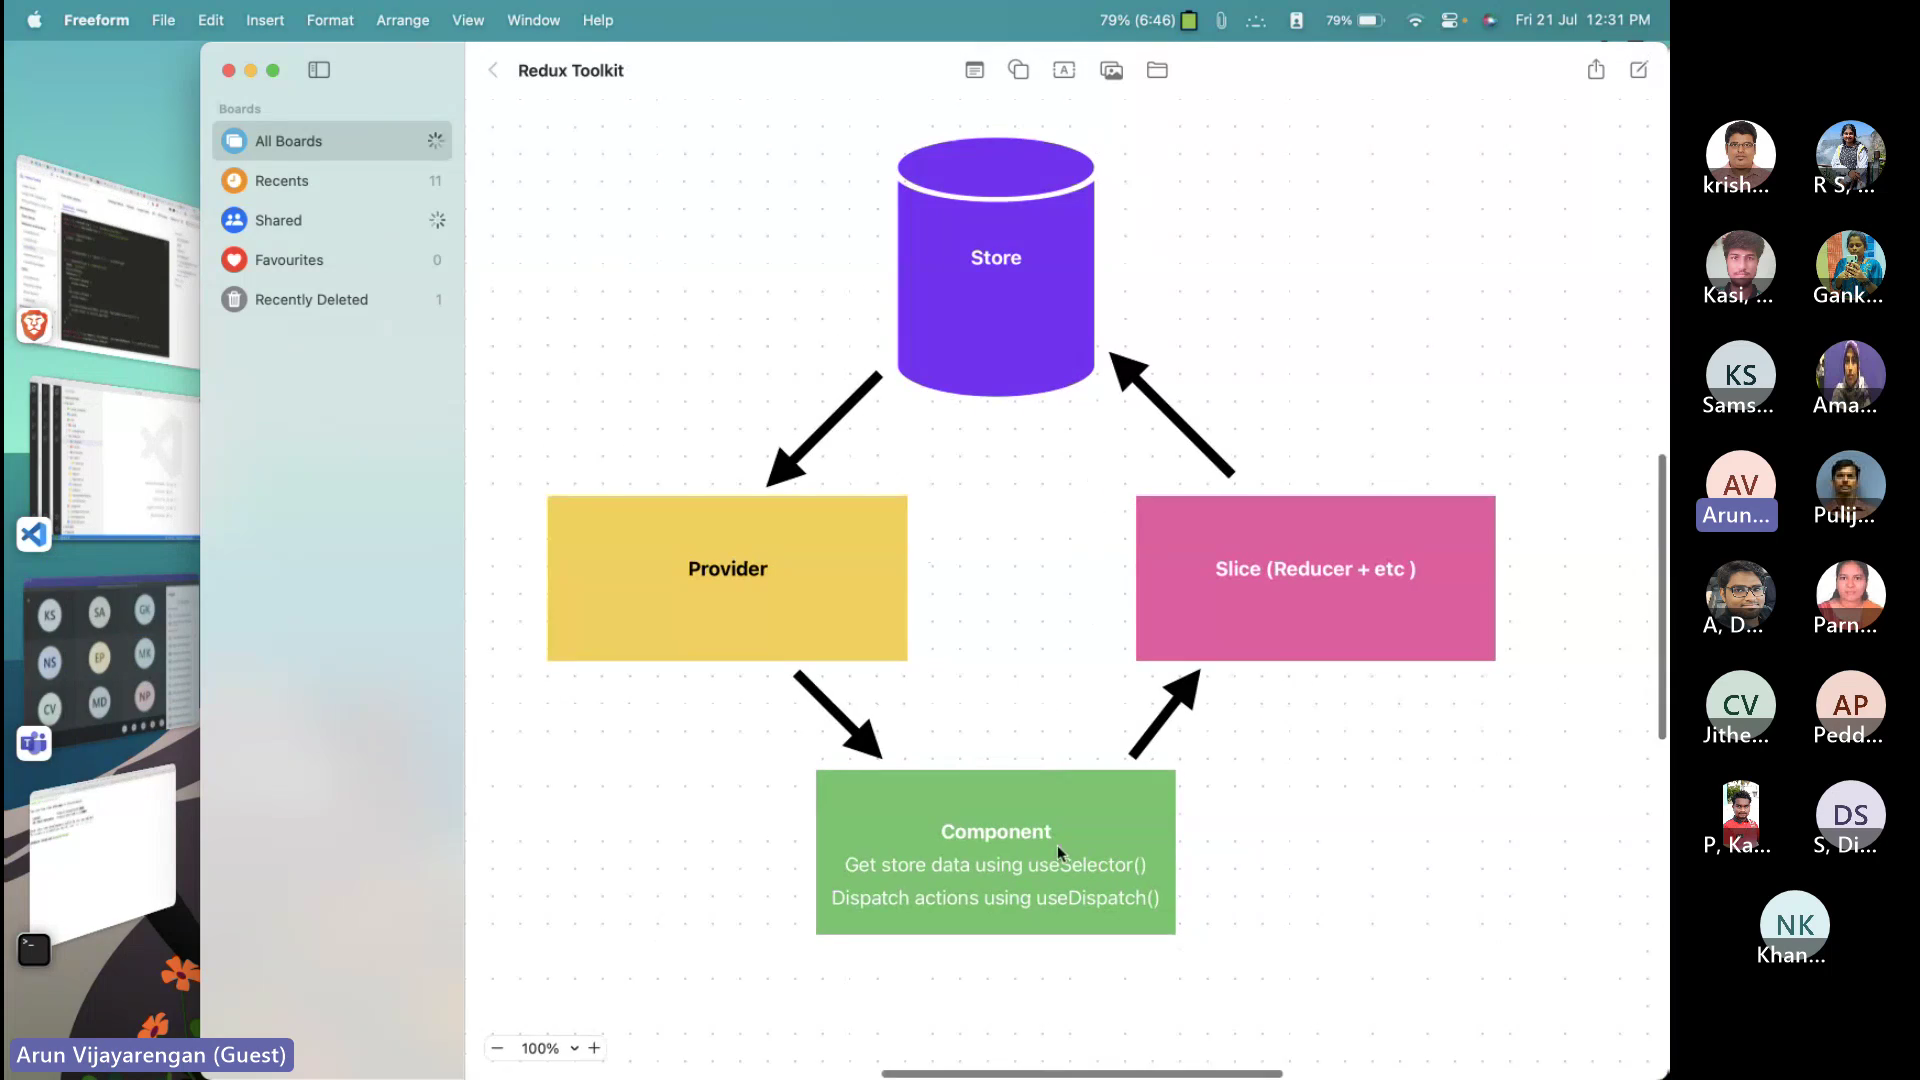 Freeform File Edit Insert Format Arrange View Window Help
79% (6:46) 79% Fri 21 Jul 12:31 PM
Redux Toolkit
Boards
All Boards
Recents 11
Shared
Favourites 0
Recently Deleted 1
Store
Provider
Slice (Reducer + etc )
Component
Get store data using useSelector()
Dispatch actions using useDispatch()
100%
KS SA GK
NS EP MK
CV MD NP
Arun Vijayarengan (Guest)
krish... R S, ...
Kasi, ... Gank...
KS
Sams... Ama...
AV
Arun... Pulij...
A, D... Parn...
CV AP
Jithe... Pedd...
DS
P, Ka... S, Di...
NK
Khan...